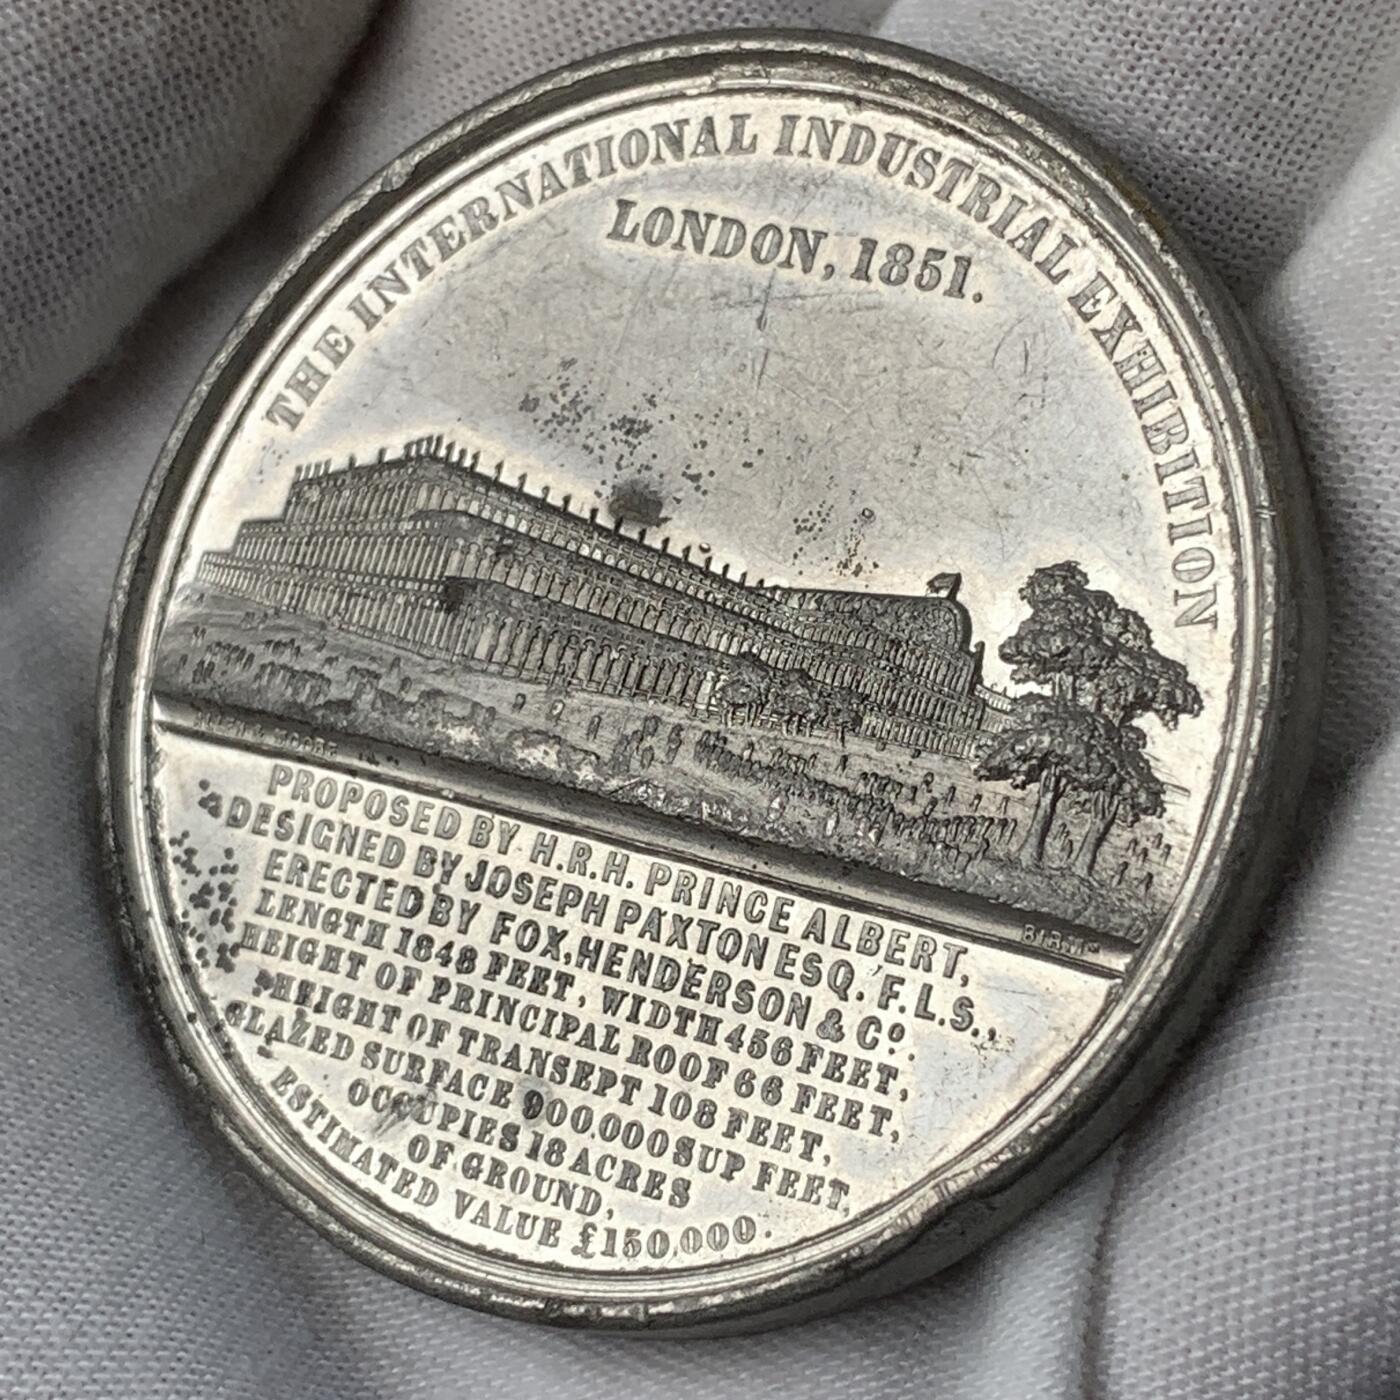 THE INTERNATIONAL INDUSTRIAL EXHIBITION
LONDON, 1851.
BIRM
PROPOSED BY H.R.H. PRINCE ALBERT,
DESIGNED BY JOSEPH PAXTON ESQ. F.L.S.,
ERECTED BY FOX, HENDERSON & Cº.
LENGTH 1848 FEET, WIDTH 456 FEET,
HEIGHT OF PRINCIPAL ROOF 66 FEET,
HEIGHT OF TRANSEPT 108 FEET,
GLAZED SURFACE 900.000 SUP FEET,
OCCUPIES 18 ACRES
OF GROUND,
ESTIMATED VALUE £150,000.